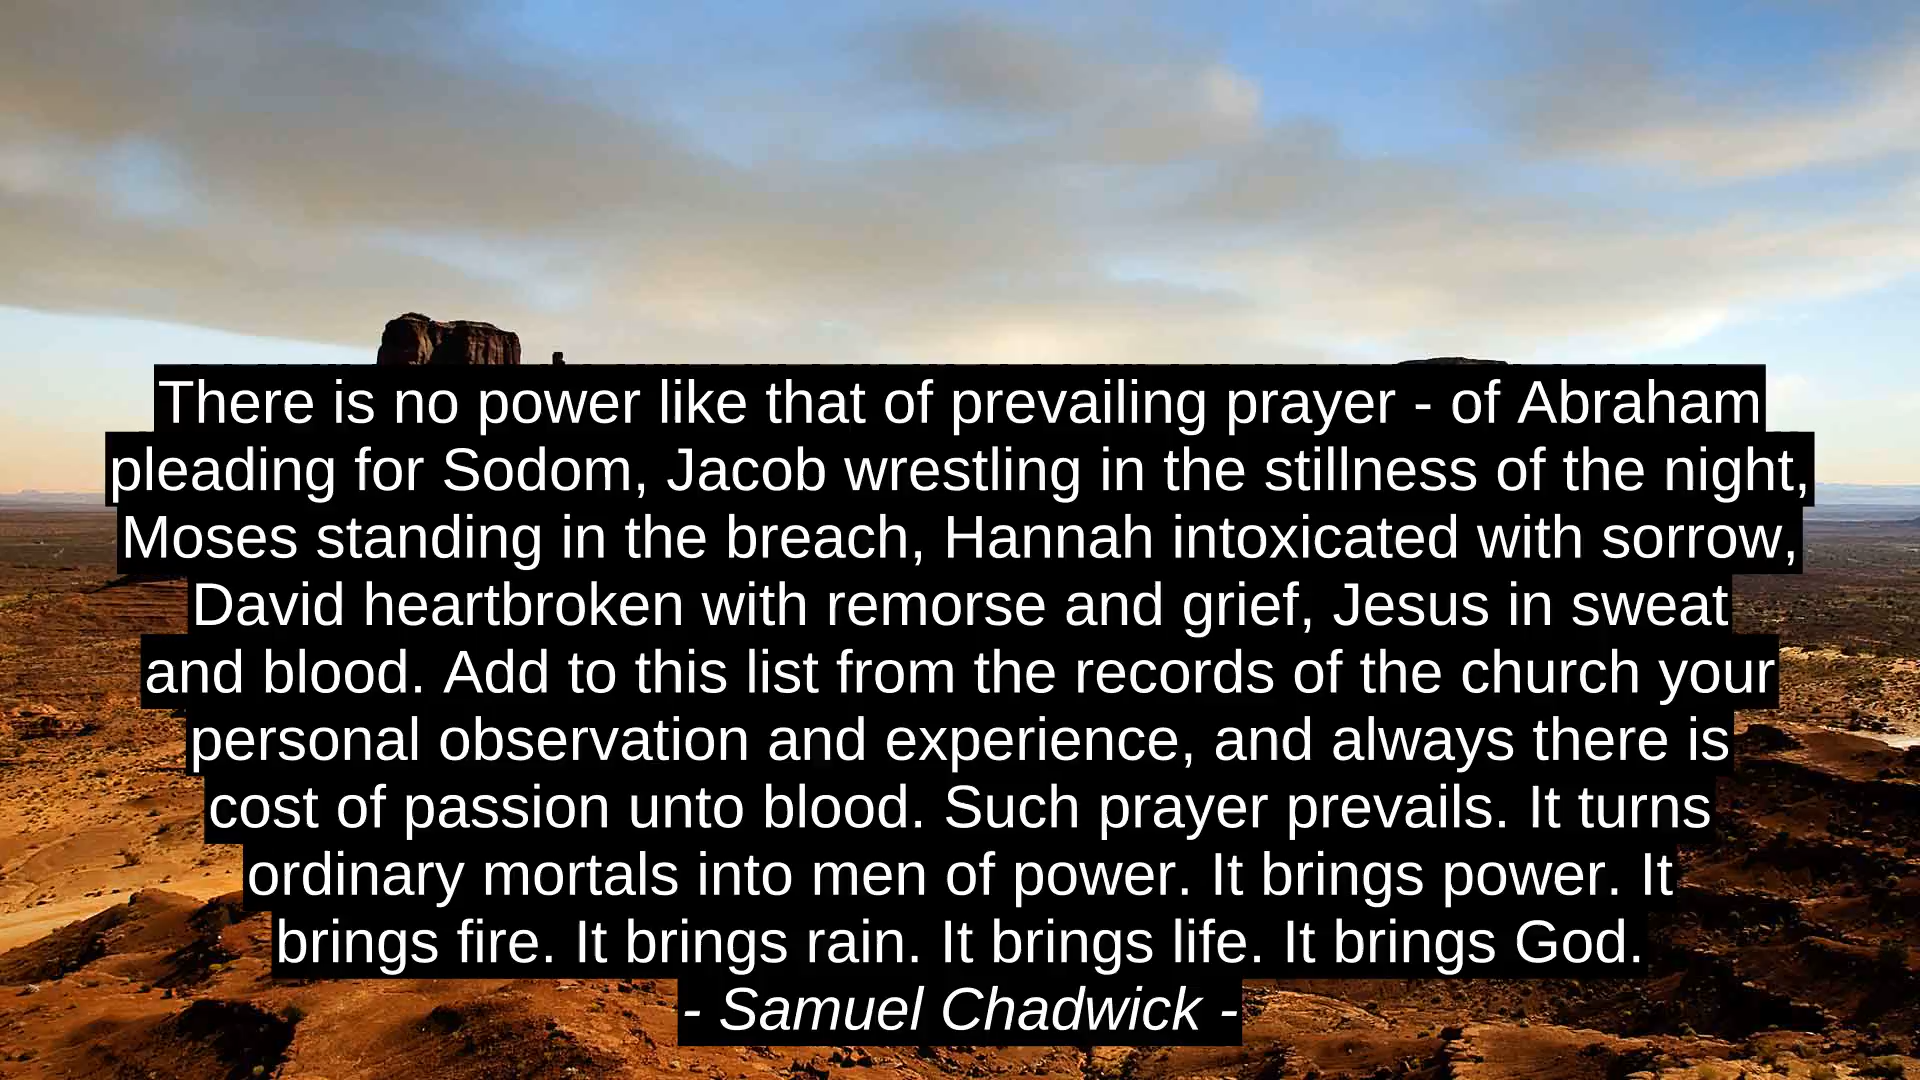 There is no power like that of prevailing prayer - of Abraham
pleading for Sodom, Jacob wrestling in the stillness of the night,
Moses standing in the breach, Hannah intoxicated with sorrow,
David heartbroken with remorse and grief, Jesus in sweat
and blood. Add to this list from the records of the church your
personal observation and experience, and always there is
cost of passion unto blood. Such prayer prevails. It turns
ordinary mortals into men of power. It brings power. It
brings fire. It brings rain. It brings life. It brings God.
- Samuel Chadwick -